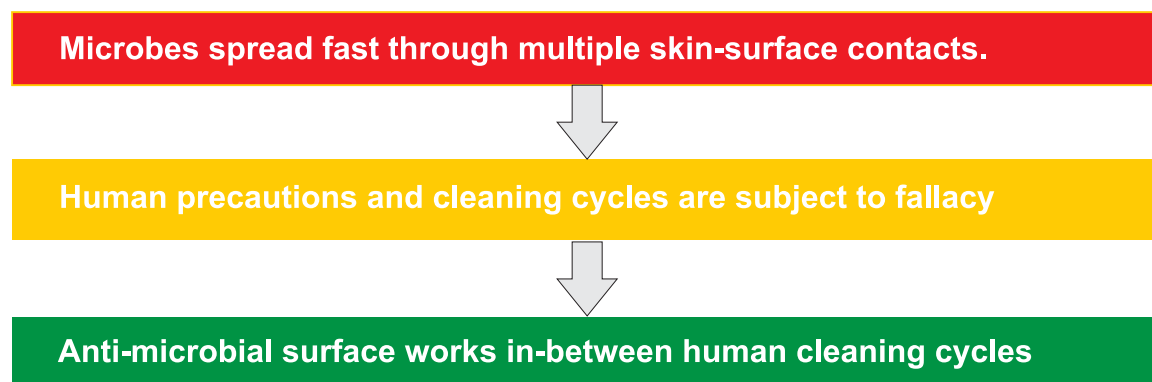 Microbes spread fast through multiple skin-surface contacts.
Human precautions and cleaning cycles are subject to fallacy
Anti-microbial surface works in-between human cleaning cycles